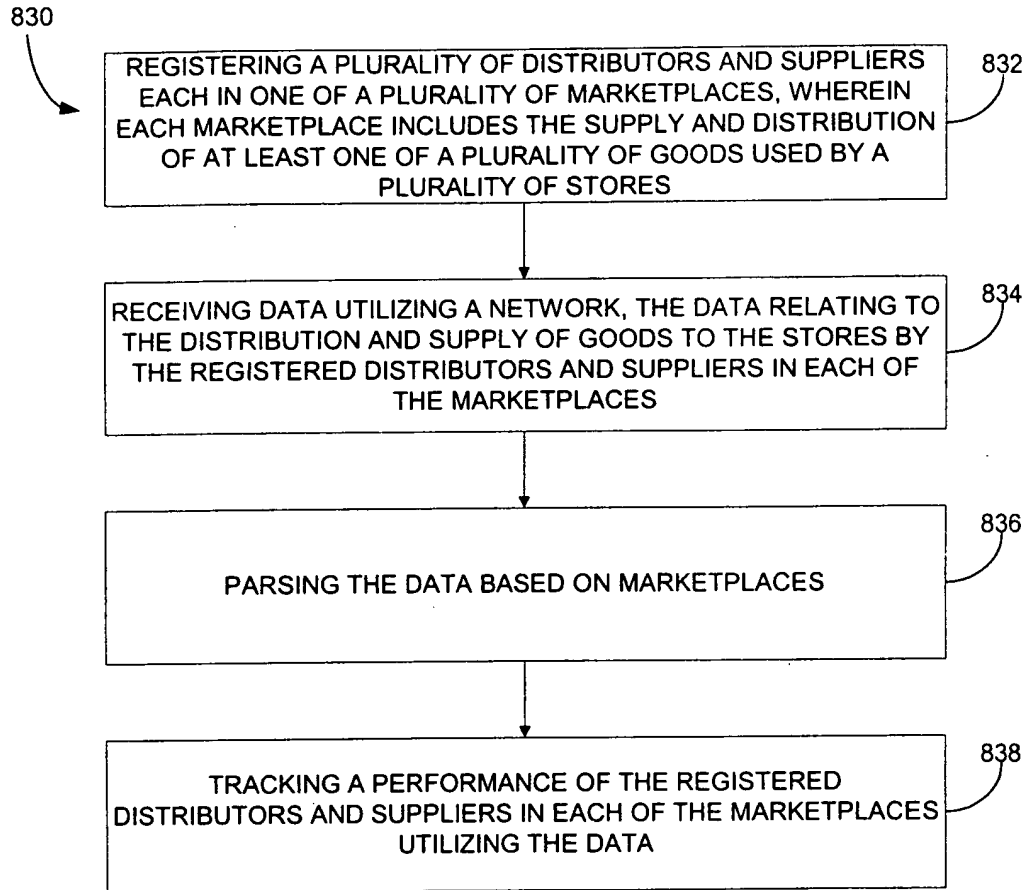 830
REGISTERING A PLURALITY OF DISTRIBUTORS AND SUPPLIERS
EACH IN ONE OF A PLURALITY OF MARKETPLACES, WHEREIN
EACH MARKETPLACE INCLUDES THE SUPPLY AND DISTRIBUTION
OF AT LEAST ONE OF A PLURALITY OF GOODS USED BY A
PLURALITY OF STORES
832
RECEIVING DATA UTILIZING A NETWORK, THE DATA RELATING TO
THE DISTRIBUTION AND SUPPLY OF GOODS TO THE STORES BY
THE REGISTERED DISTRIBUTORS AND SUPPLIERS IN EACH OF
THE MARKETPLACES
834
PARSING THE DATA BASED ON MARKETPLACES
836
TRACKING A PERFORMANCE OF THE REGISTERED
DISTRIBUTORS AND SUPPLIERS IN EACH OF THE MARKETPLACES
UTILIZING THE DATA
838